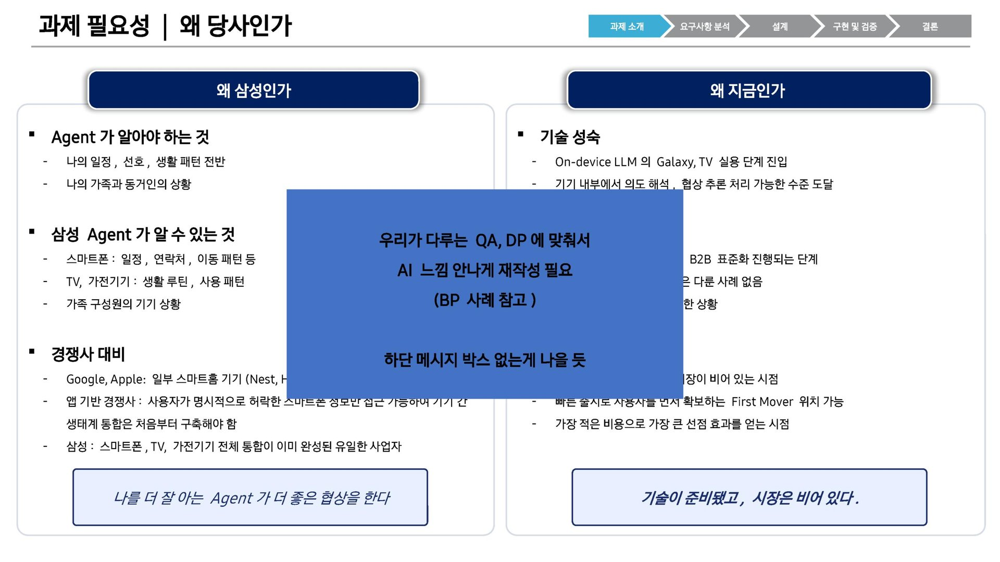 과제 필요성 | 왜 당사인가
과제 소개
요구사항 분석
설계
구현 및 검증
결론
왜 삼성인가
▪ Agent 가 알아야 하는 것
- 나의 일정 , 선호 , 생활 패턴 전반
- 나의 가족과 동거인의 상황
▪ 삼성 Agent 가 알 수 있는 것
- 스마트폰 : 일정 , 연락처 , 이동 패턴 등
- TV, 가전기기 : 생활 루틴 , 사용 패턴
- 가족 구성원의 기기 상황
▪ 경쟁사 대비
- Google, Apple: 일부 스마트홈 기기 (Nest,
- 앱 기반 경쟁사 : 사용자가 명시적으로 허락한 스마트폰 정보만 접근 가능하여 기기 간
생태계 통합은 처음부터 구축해야 함
- 삼성 : 스마트폰 , TV, 가전기기 전체 통합이 이미 완성된 유일한 사업자
나를 더 잘 아는 Agent 가 더 좋은 협상을 한다
우리가 다루는 QA, DP 에 맞춰서
AI 느낌 안나게 재작성 필요
(BP 사례 참고 )
하단 메시지 박스 없는게 나을 듯
왜 지금인가
▪ 기술 성숙
- On-device LLM 의 Galaxy, TV 실용 단계 진입
- 기기 내부에서 의도 해석 , 협상 추론 처리 가능한 수준 도달
B2B 표준화 진행되는 단계
은 다룬 사례 없음
한 상황
비어 있는 시점
- 빠른 출시로 사용자를 먼저 확보하는 First Mover 위치 가능
- 가장 적은 비용으로 가장 큰 선점 효과를 얻는 시점
기술이 준비됐고 , 시장은 비어 있다 .